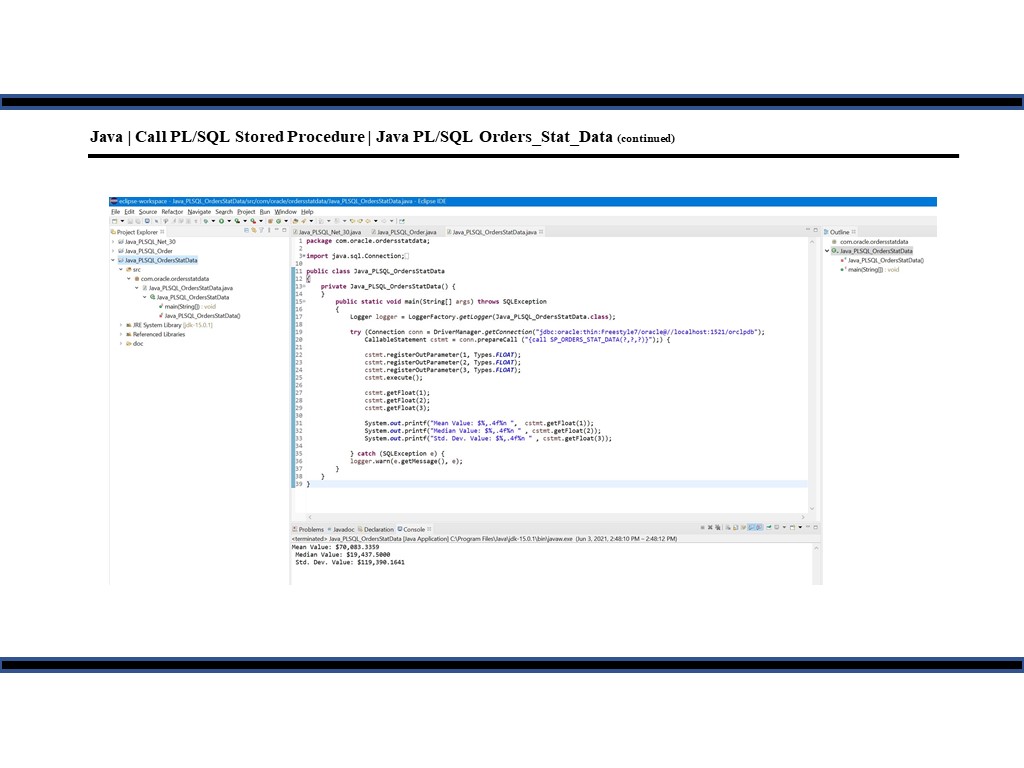 Java | Call PL/SQL Stored Procedure | Java PL/SQL Orders_Stat_Data (continued)
eclipse-workspace - Java_PLSQL_OrdersStatData/src/com/oracle/ordersstatdata/Java_PLSQL_OrdersStatData.java - Eclipse IDE
File Edit Source Refactor Navigate Search Project Run Window Help
Project Explorer
Java_PLSQL_Net_30
Java_PLSQL_Order
Java_PLSQL_OrdersStatData
src
com.oracle.ordersstatdata
Java_PLSQL_OrdersStatData.java
Java_PLSQL_OrdersStatData
main(String[]) : void
Java_PLSQL_OrdersStatData()
JRE System Library [jdk-15.0.1]
Referenced Libraries
doc
Java_PLSQL_Net_30.java Java_PLSQL_Order.java Java_PLSQL_OrdersStatData.java
1 package com.oracle.ordersstatdata;
2
3 import java.sql.Connection;
10
11 public class Java_PLSQL_OrdersStatData
12 {
13 private Java_PLSQL_OrdersStatData() {
14 }
15 public static void main(String[] args) throws SQLException
16 {
17 Logger logger = LoggerFactory.getLogger(Java_PLSQL_OrdersStatData.class);
18
19 try (Connection conn = DriverManager.getConnection("jdbc:oracle:thin:Freestyle7/oracle@//localhost:1521/orclpdb");
20 CallableStatement cstmt = conn.prepareCall ("{call SP_ORDERS_STAT_DATA(?,?,?)}");) {
21
22 cstmt.registerOutParameter(1, Types.FLOAT);
23 cstmt.registerOutParameter(2, Types.FLOAT);
24 cstmt.registerOutParameter(3, Types.FLOAT);
25 cstmt.execute();
26
27 cstmt.getFloat(1);
28 cstmt.getFloat(2);
29 cstmt.getFloat(3);
30
31 System.out.printf("Mean Value: $%,.4f%n ", cstmt.getFloat(1));
32 System.out.printf("Median Value: $%,.4f%n " , cstmt.getFloat(2));
33 System.out.printf("Std. Dev. Value: $%,.4f%n " , cstmt.getFloat(3));
34
35 } catch (SQLException e) {
36 logger.warn(e.getMessage(), e);
37 }
38 }
39 }
Outline
com.oracle.ordersstatdata
Java_PLSQL_OrdersStatData
Java_PLSQL_OrdersStatData()
main(String[]) : void
Problems Javadoc Declaration Console
<terminated> Java_PLSQL_OrdersStatData [Java Application] C:\Program Files\Java\jdk-15.0.1\bin\javaw.exe (Jun 3, 2021, 2:48:10 PM – 2:48:12 PM)
Mean Value: $70,083.3359
Median Value: $19,437.5000
Std. Dev. Value: $119,390.1641